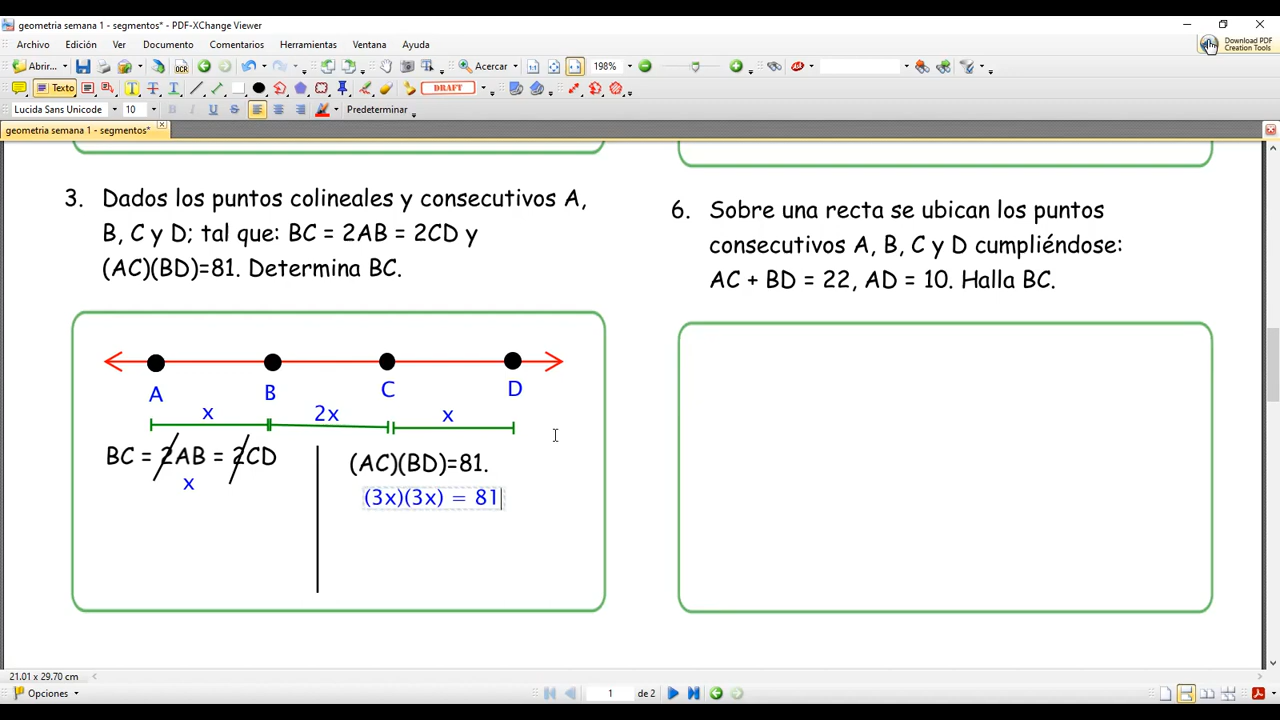 geometria semana 1 - segmentos* - PDF-XChange Viewer
Archivo Edición Ver Documento Comentarios Herramientas Ventana Ayuda
Download PDF
Creation Tools
Abrir... OCR Acercar 198%
Texto T T T DRAFT
Lucida Sans Unicode 10 B I U S Predeterminar
geometria semana 1 - segmentos*
3. Dados los puntos colineales y consecutivos A,
B, C y D; tal que: BC = 2AB = 2CD y
(AC)(BD)=81. Determina BC.
A B C D
x 2x x
BC = 2AB = 2CD
x
(AC)(BD)=81.
(3x)(3x) = 81
6. Sobre una recta se ubican los puntos
consecutivos A, B, C y D cumpliéndose:
AC + BD = 22, AD = 10. Halla BC.
21.01 x 29.70 cm
Opciones 1 de 2